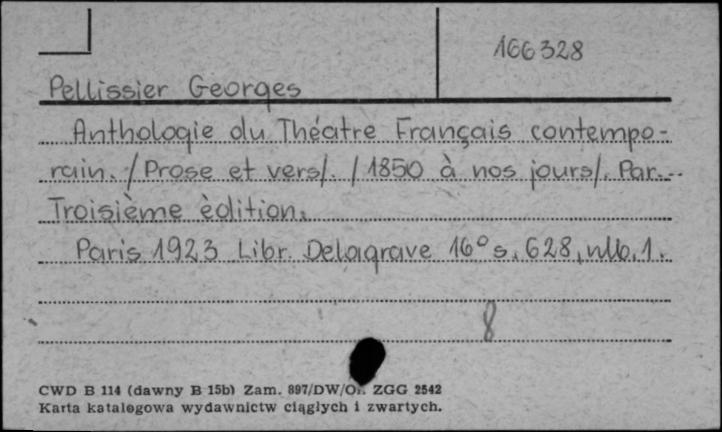 166328
Pellissier Georges
Anthologie du Théatre Français contempo-
rain. /Prose et vers/. /1850 à nos jours/. Par...
Troisième èdition.
Paris 1923 Libr. Delagrave 16° s. 628, nlb. 1.
8
CWD B 114 (dawny B 15b) Zam. 897/DW/ ZGG 2542
Karta katalogowa wydawnictw ciągłych i zwartych.